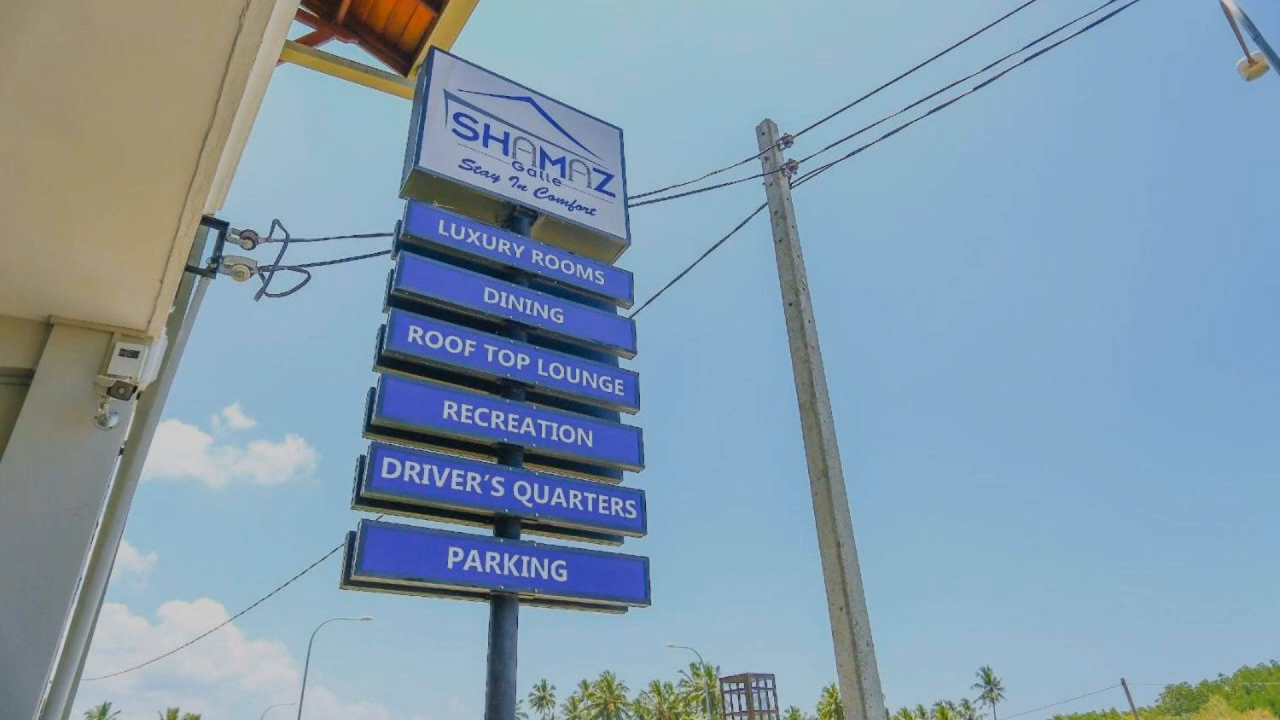 SHAMAZ
Galle
Stay In Comfort
LUXURY ROOMS
DINING
ROOF TOP LOUNGE
RECREATION
DRIVER'S QUARTERS
PARKING